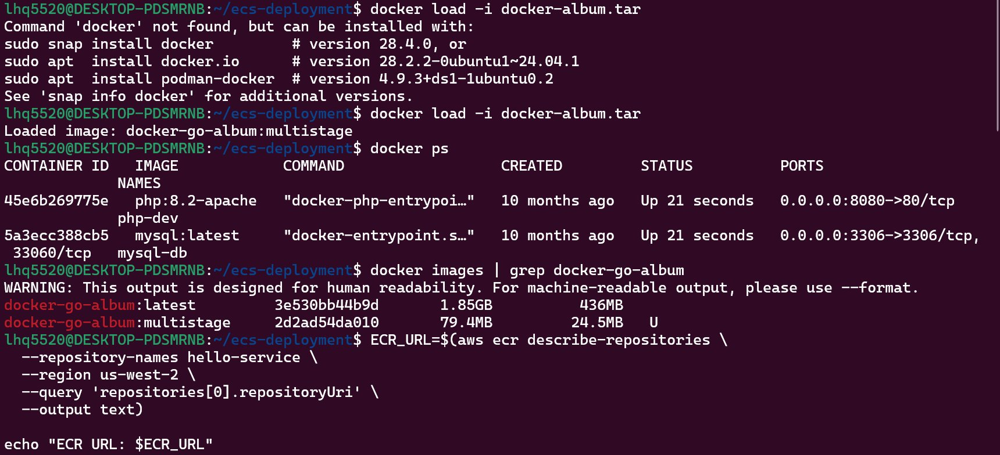 lhq5520@DESKTOP-PDSMRNB:~/ecs-deployment$ docker load -i docker-album.tar
Command 'docker' not found, but can be installed with:
sudo snap install docker         # version 28.4.0, or
sudo apt  install docker.io      # version 28.2.2-0ubuntu1~24.04.1
sudo apt  install podman-docker  # version 4.9.3+ds1-1ubuntu0.2
See 'snap info docker' for additional versions.
lhq5520@DESKTOP-PDSMRNB:~/ecs-deployment$ docker load -i docker-album.tar
Loaded image: docker-go-album:multistage
lhq5520@DESKTOP-PDSMRNB:~/ecs-deployment$ docker ps
CONTAINER ID   IMAGE            COMMAND                  CREATED         STATUS          PORTS
             NAMES
45e6b269775e   php:8.2-apache   "docker-php-entrypoi…"   10 months ago   Up 21 seconds   0.0.0.0:8080->80/tcp
             php-dev
5a3ecc388cb5   mysql:latest     "docker-entrypoint.s…"   10 months ago   Up 21 seconds   0.0.0.0:3306->3306/tcp,
 33060/tcp   mysql-db
lhq5520@DESKTOP-PDSMRNB:~/ecs-deployment$ docker images | grep docker-go-album
WARNING: This output is designed for human readability. For machine-readable output, please use --format.
docker-go-album:latest         3e530bb44b9d       1.85GB          436MB
docker-go-album:multistage     2d2ad54da010       79.4MB         24.5MB   U
lhq5520@DESKTOP-PDSMRNB:~/ecs-deployment$ ECR_URL=$(aws ecr describe-repositories \
  --repository-names hello-service \
  --region us-west-2 \
  --query 'repositories[0].repositoryUri' \
  --output text)

echo "ECR URL: $ECR_URL"